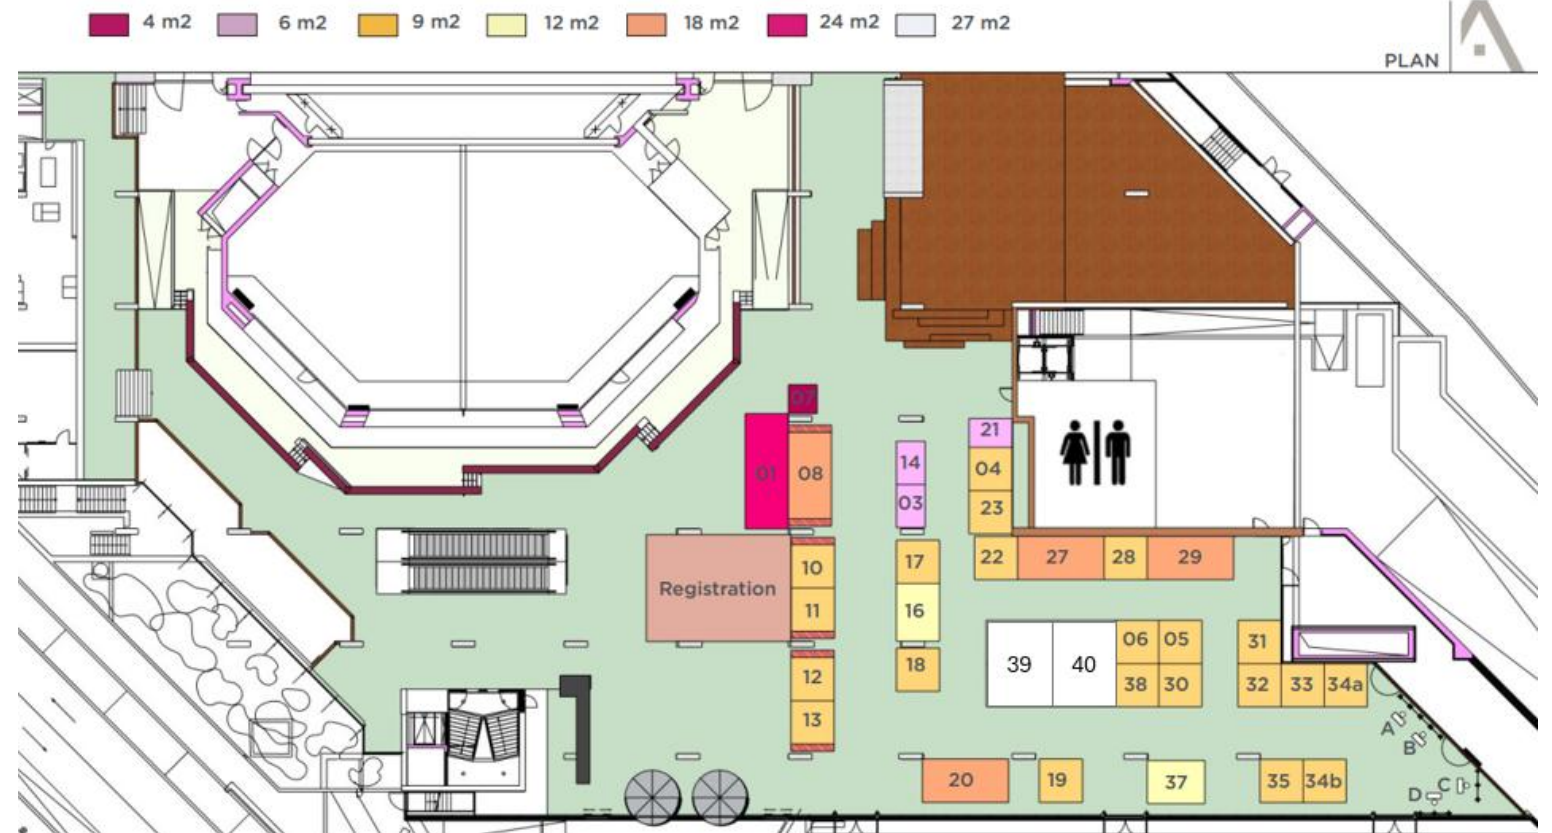 4 m2 6 m2 9 m2 12 m2 18 m2 24 m2 27 m2
PLAN
07
21
14 04
01 08
03 23
17 22 27 28 29
10
Registration
11 16
06 05 31
18 39 40
12 38 30 32 33 34a
13
A
B
20 19 37 35 34b C
D